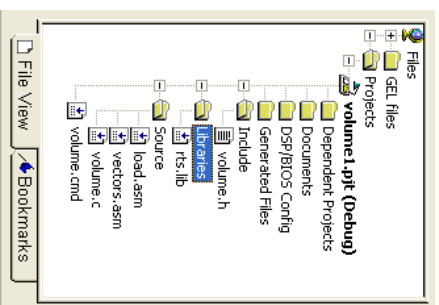 Files
GEL files
Projects
volume1.pjt (Debug)
Dependent Projects
Documents
DSP/BIOS Config
Generated Files
Include
volume.h
Libraries
rts.lib
Source
load.asm
vectors.asm
volume.c
volume.cmd
File View
Bookmarks